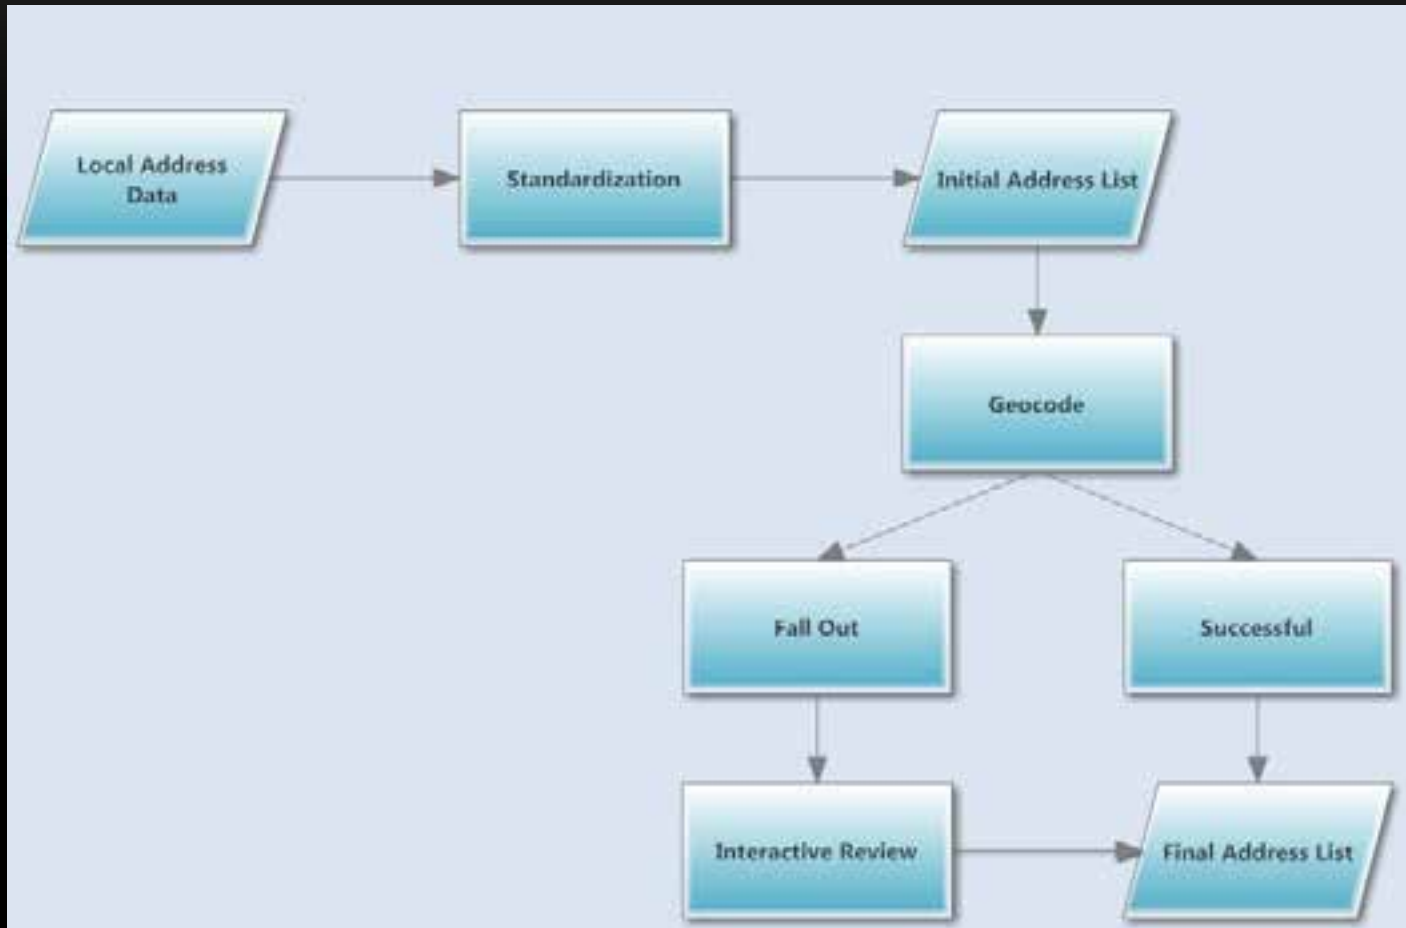 Local Address
Data
Standardization
Initial Address List
Geocode
Fall Out
Successful
Interactive Review
Final Address List